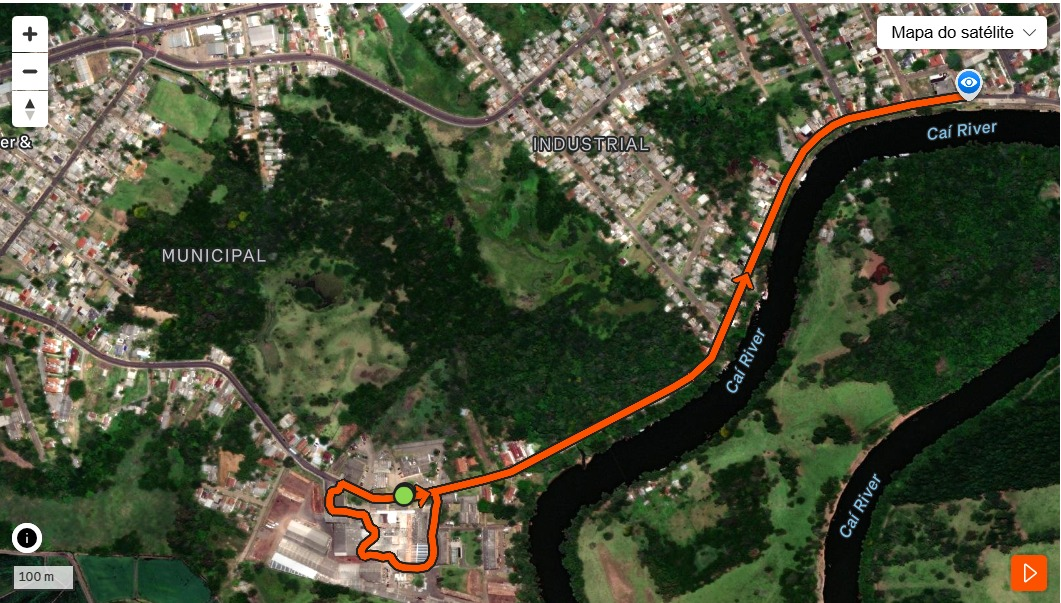 Mapa do satélite
Caí River
INDUSTRIAL
er &
MUNICIPAL
Caí River
Caí River
100 m